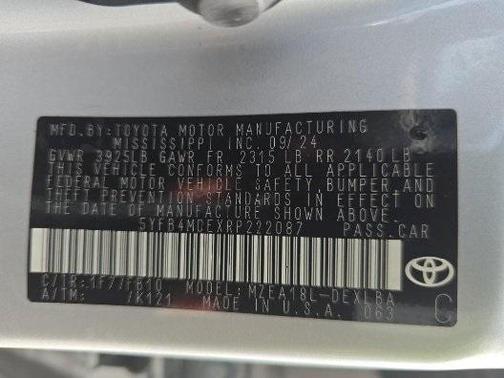 MFD.BY:TOYOTA MOTOR MANUFACTURING
MISSISSIPPI INC. 09/24
GVWR 3925LB GAWR FR 2315 LB RR 2140 LB
THIS VEHICLE CONFORMS TO ALL APPLICABLE
FEDERAL MOTOR VEHICLE SAFETY, BUMPER, AND
THEFT PREVENTION STANDARDS IN EFFECT ON
THE DATE OF MANUFACTURE SHOWN ABOVE.
5YFB4MCEXRP222087 PASS.CAR
C/TR: 1F7/FB10 MODEL: MZEA18L-DEXLBA
A/TM: /K121 MADE IN U.S.A. 063
C
TOYOTA